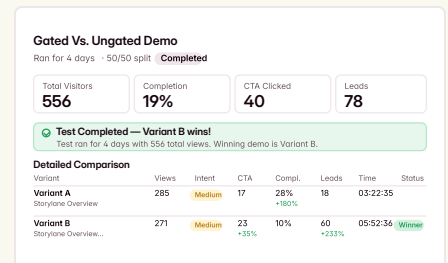 Gated Vs. Ungated Demo
Ran for 4 days · 50/50 split Completed
Total Visitors Completion CTA Clicked Leads
556 19% 40 78
Test Completed — Variant B wins!
Test ran for 4 days with 556 total views. Winning demo is Variant B.
Detailed Comparison
Variant Views Intent CTA Compl. Leads Time Status
Variant A 285 Medium 17 28% 18 03:22:35
Storylane Overview +180%
Variant B 271 Medium 23 10% 60 05:52:36 Winner
Storylane Overview... +35% +233%